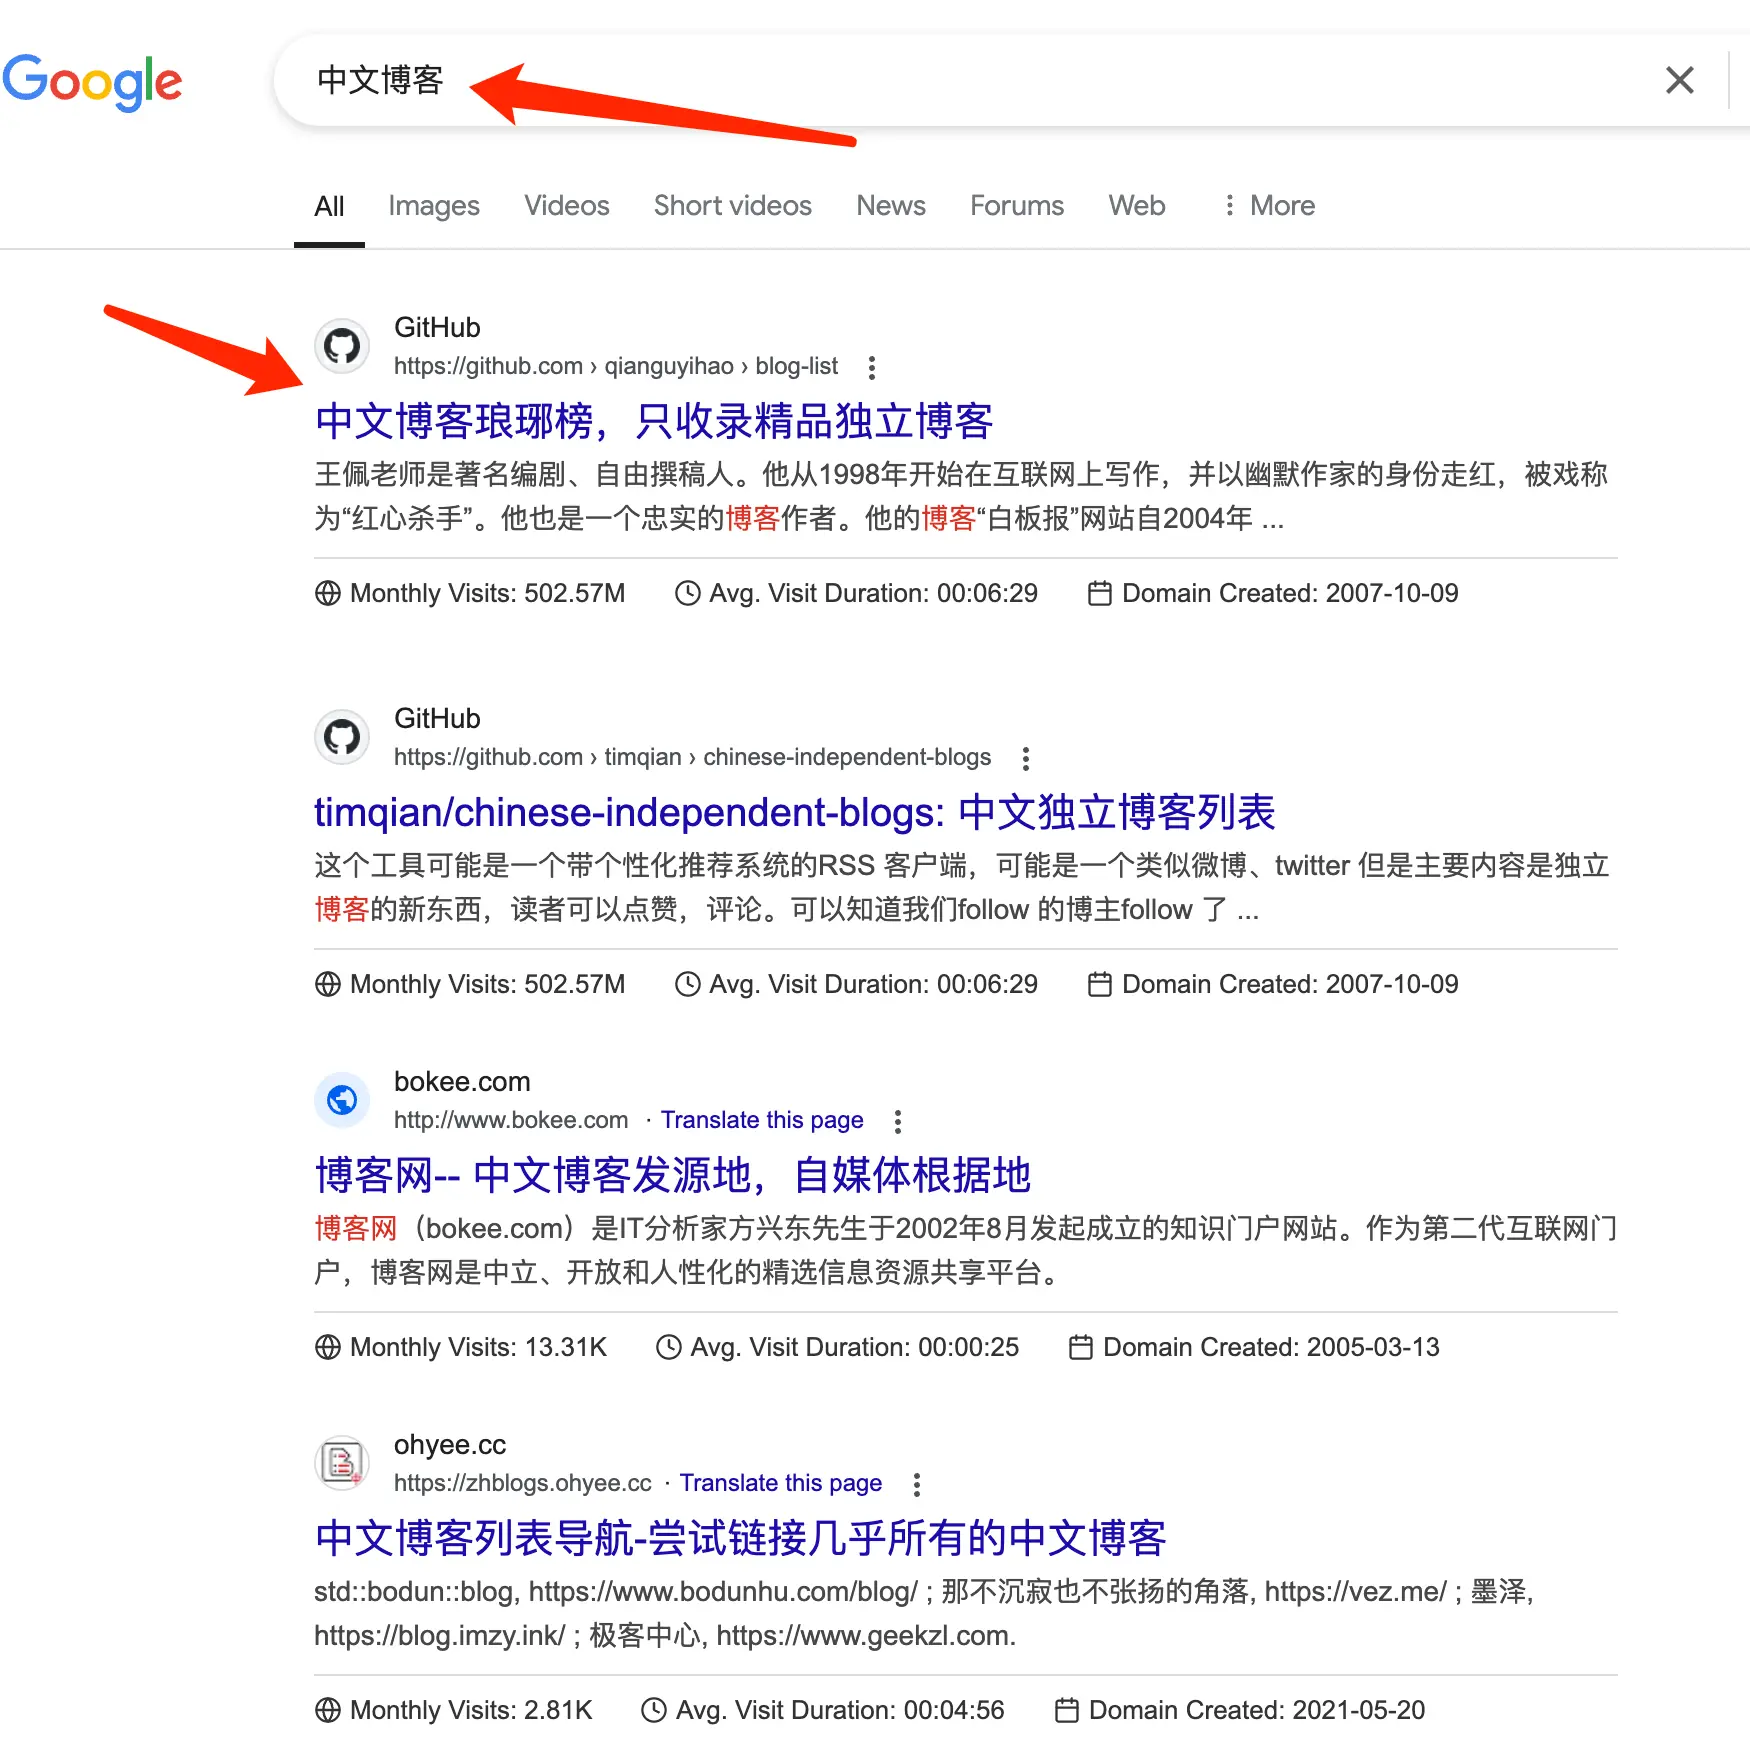 Google
中文博客
All Images Videos Short videos News Forums Web More
GitHub
https://github.com › qianguyihao › blog-list
中文博客琅琊榜，只收录精品独立博客
王佩老师是著名编剧、自由撰稿人。他从1998年开始在互联网上写作，并以幽默作家的身份走红，被戏称
为“红心杀手”。他也是一个忠实的博客作者。他的博客“白板报”网站自2004年 ...
Monthly Visits: 502.57M Avg. Visit Duration: 00:06:29 Domain Created: 2007-10-09
GitHub
https://github.com › timqian › chinese-independent-blogs
timqian/chinese-independent-blogs: 中文独立博客列表
这个工具可能是一个带个性化推荐系统的RSS 客户端，可能是一个类似微博、twitter 但是主要内容是独立
博客的新东西，读者可以点赞，评论。可以知道我们follow 的博主follow 了 ...
Monthly Visits: 502.57M Avg. Visit Duration: 00:06:29 Domain Created: 2007-10-09
bokee.com
http://www.bokee.com · Translate this page
博客网-- 中文博客发源地，自媒体根据地
博客网（bokee.com）是IT分析家方兴东先生于2002年8月发起成立的知识门户网站。作为第二代互联网门
户，博客网是中立、开放和人性化的精选信息资源共享平台。
Monthly Visits: 13.31K Avg. Visit Duration: 00:00:25 Domain Created: 2005-03-13
ohyee.cc
https://zhblogs.ohyee.cc · Translate this page
中文博客列表导航-尝试链接几乎所有的中文博客
std::bodun::blog, https://www.bodunhu.com/blog/ ; 那不沉寂也不张扬的角落, https://vez.me/ ; 墨泽,
https://blog.imzy.ink/ ; 极客中心, https://www.geekzl.com.
Monthly Visits: 2.81K Avg. Visit Duration: 00:04:56 Domain Created: 2021-05-20